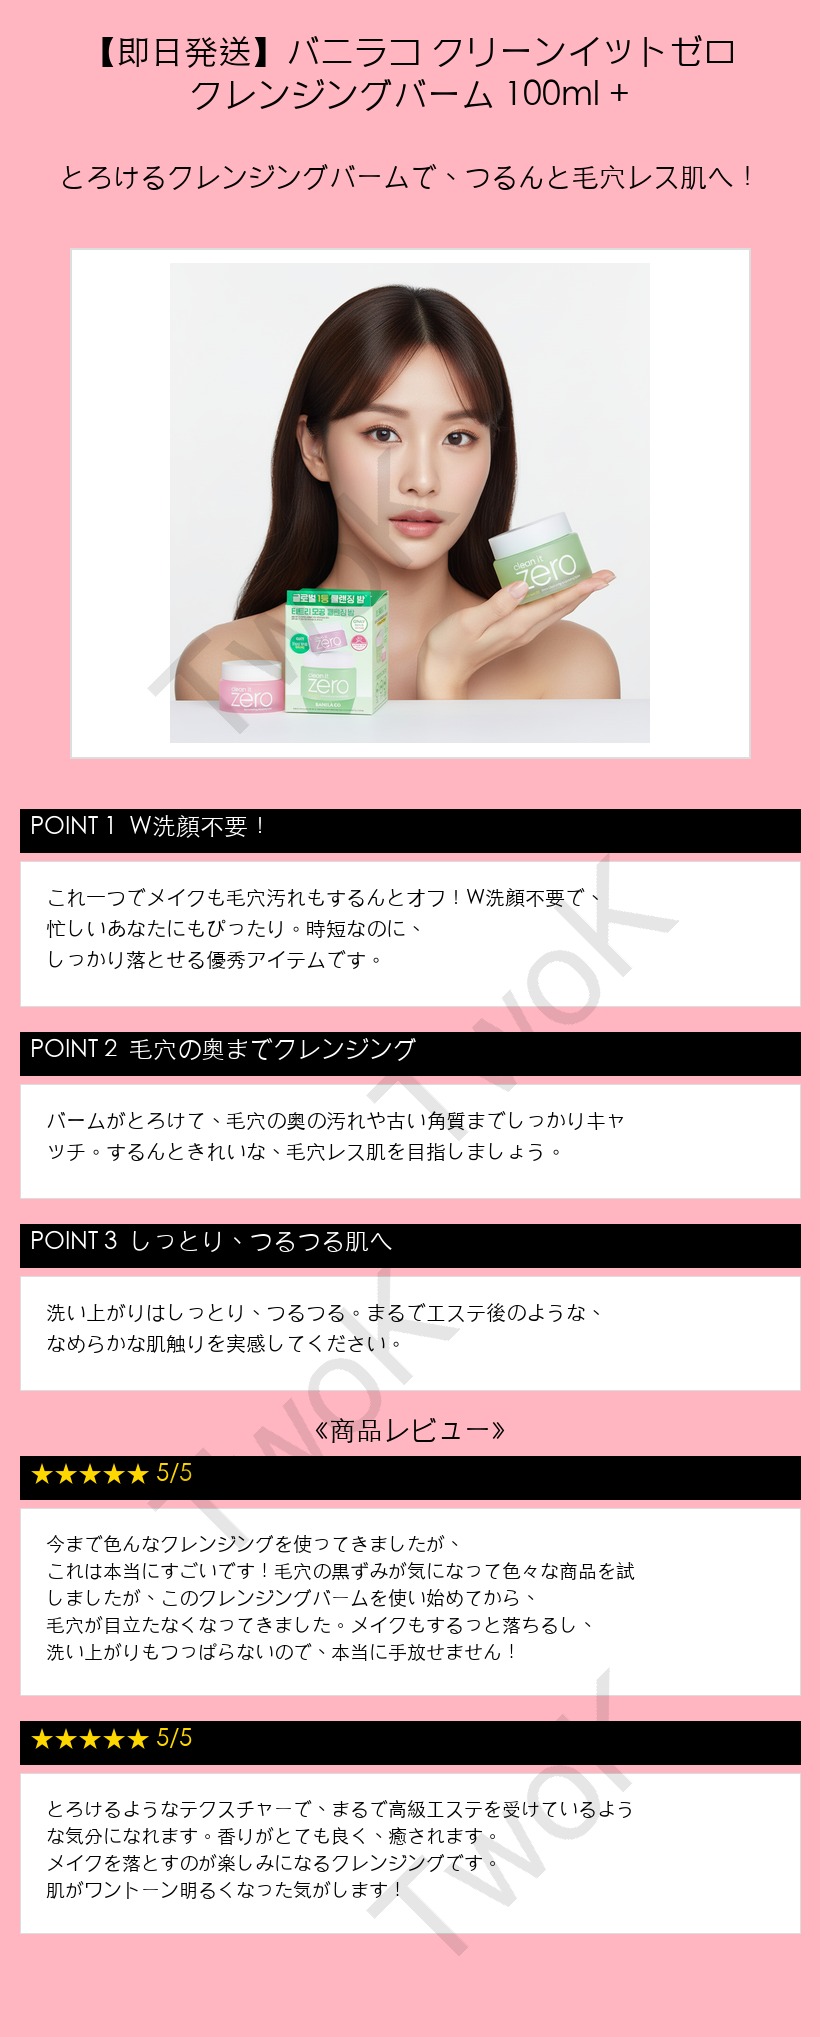 【即日発送】バニラコ クリーンイットゼロ
クレンジングバーム 100ml +
とろけるクレンジングバームで、つるんと毛穴レス肌へ！
clean it
zero
글로벌 1등 클렌징 밤
zero
clean it
zero
clean it
zero
BANILA CO
TwoK
POINT 1 W洗顔不要！
これ一つでメイクも毛穴汚れもするんとオフ！W洗顔不要で、
忙しいあなたにもぴったり。時短なのに、
しっかり落とせる優秀アイテムです。
TwoK
POINT 2 毛穴の奥までクレンジング
バームがとろけて、毛穴の奥の汚れや古い角質までしっかりキャ
ッチ。するんときれいな、毛穴レス肌を目指しましょう。
POINT 3 しっとり、つるつる肌へ
洗い上がりはしっとり、つるつる。まるでエステ後のような、
なめらかな肌触りを実感してください。
TwoK
《商品レビュー》
★★★★★ 5/5
今まで色んなクレンジングを使ってきましたが、
これは本当にすごいです！毛穴の黒ずみが気になって色々な商品を試
しましたが、このクレンジングバームを使い始めてから、
毛穴が目立たなくなってきました。メイクもするっと落ちるし、
洗い上がりもつっぱらないので、本当に手放せません！
★★★★★ 5/5
とろけるようなテクスチャーで、まるで高級エステを受けているよう
な気分になれます。香りがとても良く、癒されます。
メイクを落とすのが楽しみになるクレンジングです。
肌がワントーン明るくなった気がします！
TwoK